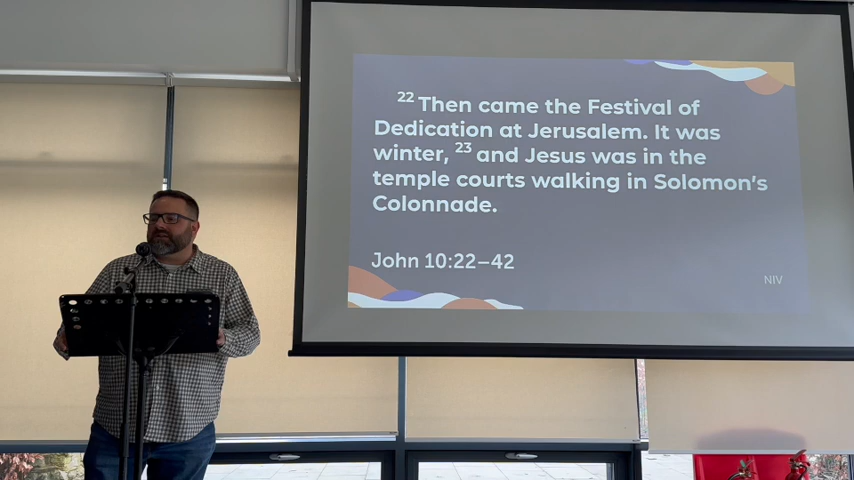 22 Then came the Festival of
Dedication at Jerusalem. It was
winter, 23 and Jesus was in the
temple courts walking in Solomon's
Colonnade.
John 10:22–42
NIV